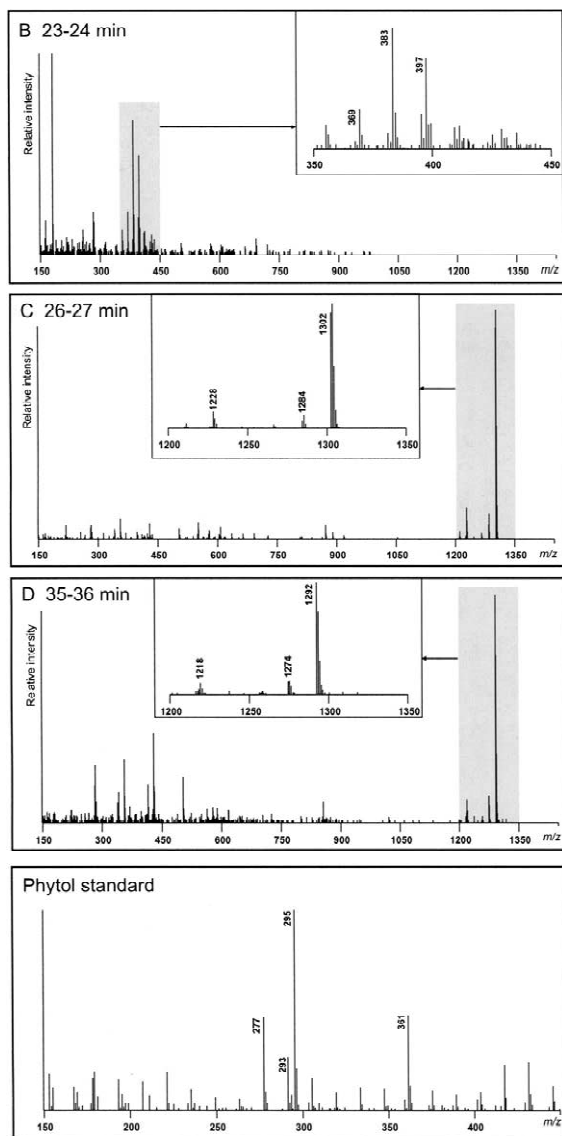 B 23-24 min
Relative intensity
383
397
369
350 400 450
150 300 450 600 750 900 1050 1200 1350 m/z
C 26-27 min
Relative intensity
1302
1228
1284
1200 1250 1300 1350
150 300 450 600 750 900 1050 1200 1350 m/z
D 35-36 min
Relative intensity
1292
1218
1274
1200 1250 1300 1350
150 300 450 600 750 900 1050 1200 1350 m/z
Phytol standard
295
277
293
361
150 200 250 300 350 400 m/z